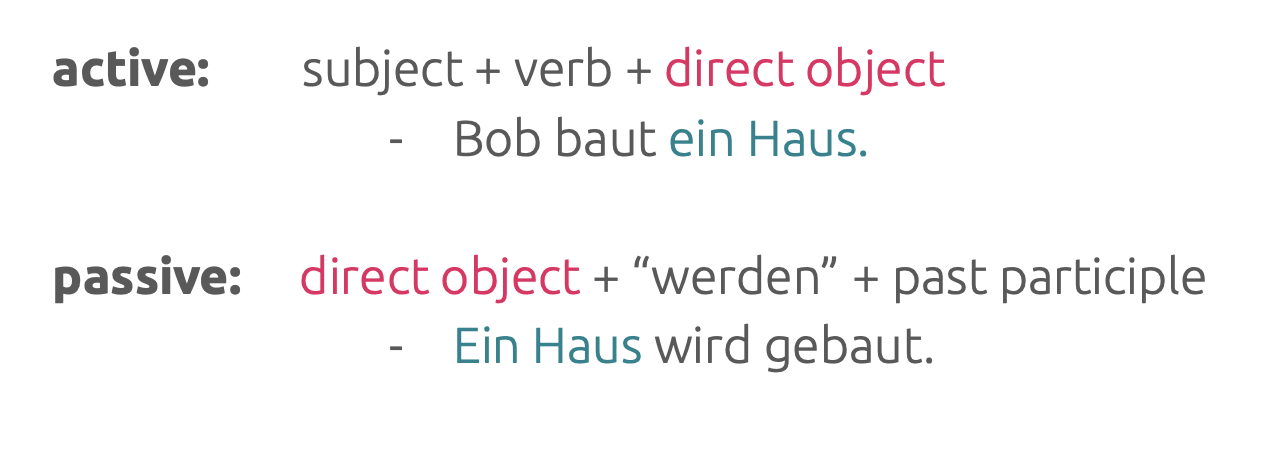 active: subject + verb + direct object
- Bob baut ein Haus.
passive: direct object + “werden” + past participle
- Ein Haus wird gebaut.